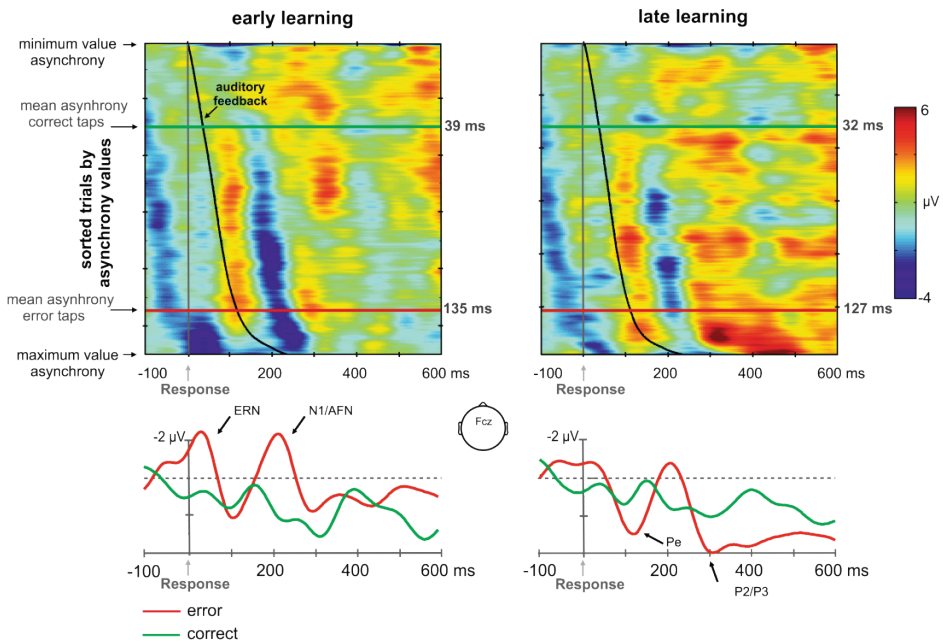 early learning
late learning
minimum value
asynchrony
auditory
feedback
mean asynhrony
correct taps
39 ms
32 ms
6
μV
-4
sorted trials by
asynchrony values
mean asynhrony
error taps
135 ms
127 ms
maximum value
asynchrony
-100
200
400
600 ms
Response
-100
200
400
600 ms
Response
ERN
N1/AFN
-2 μV
Fcz
-2 μV
Pe
P2/P3
-100
200
400
600 ms
Response
-100
200
400
600 ms
Response
error
correct